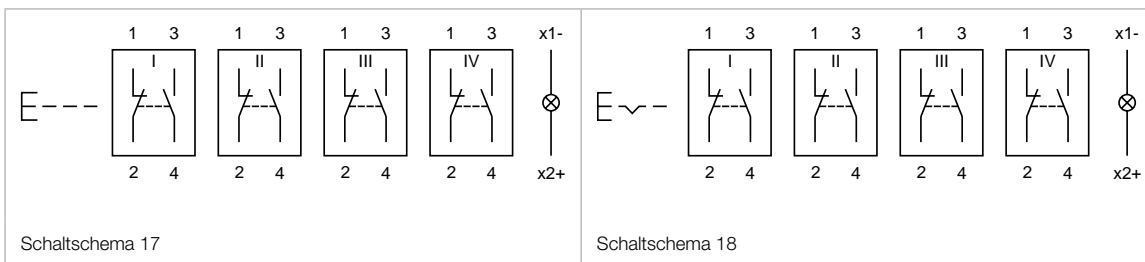 1 3 1 3 1 3 1 3 x1- 1 3 1 3 1 3 1 3 x1-
I II III IV I II III IV
2 4 2 4 2 4 2 4 x2+ 2 4 2 4 2 4 2 4 x2+
Schaltschema 17 Schaltschema 18